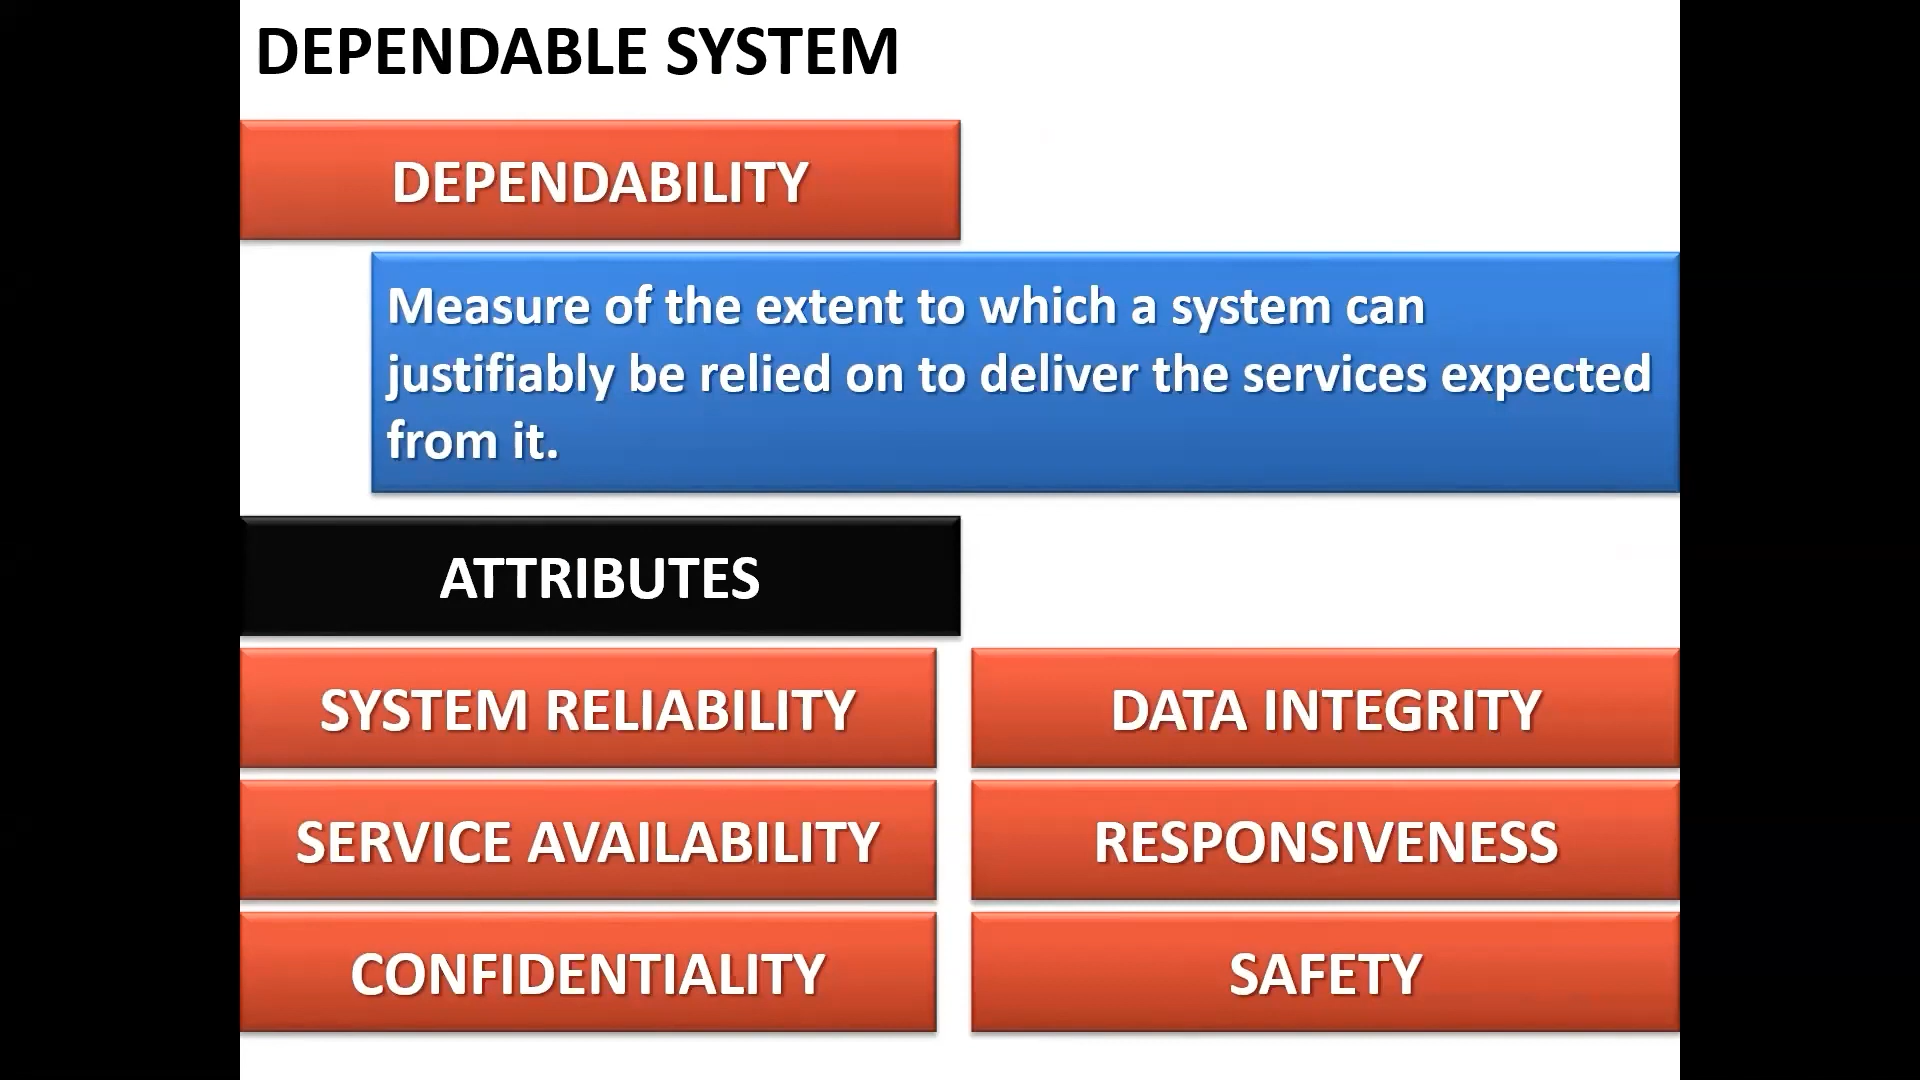 DEPENDABLE SYSTEM
DEPENDABILITY
Measure of the extent to which a system can
justifiably be relied on to deliver the services expected
from it.
ATTRIBUTES
SYSTEM RELIABILITY
DATA INTEGRITY
SERVICE AVAILABILITY
RESPONSIVENESS
CONFIDENTIALITY
SAFETY